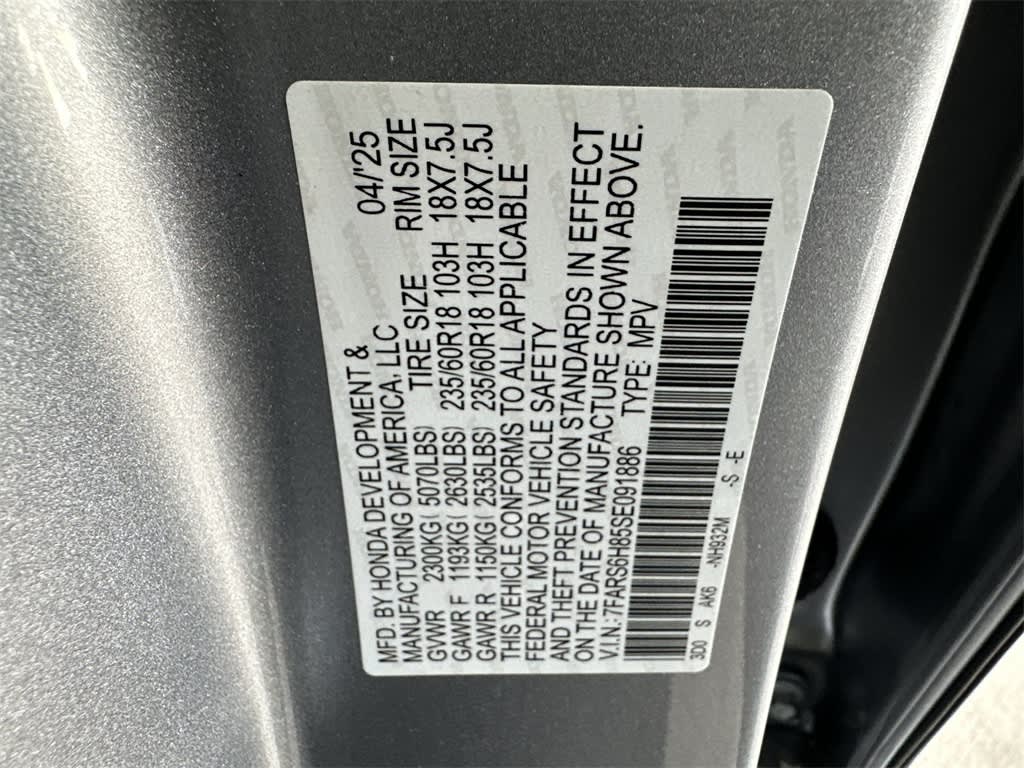 MFD. BY HONDA DEVELOPMENT & 04/'25
MANUFACTURING OF AMERICA, LLC
TIRE SIZE RIM SIZE
GVWR 2300KG( 5070LBS)
GAWR F 1193KG( 2630LBS) 235/60R18 103H 18X7.5J
GAWR R 1150KG( 2535LBS) 235/60R18 103H 18X7.5J
THIS VEHICLE CONFORMS TO ALL APPLICABLE
FEDERAL MOTOR VEHICLE SAFETY
AND THEFT PREVENTION STANDARDS IN EFFECT
ON THE DATE OF MANUFACTURE SHOWN ABOVE.
V.I.N.:7FARS6H85SE091886 TYPE: MPV
3D0 S AK6 -NH932M -S -E